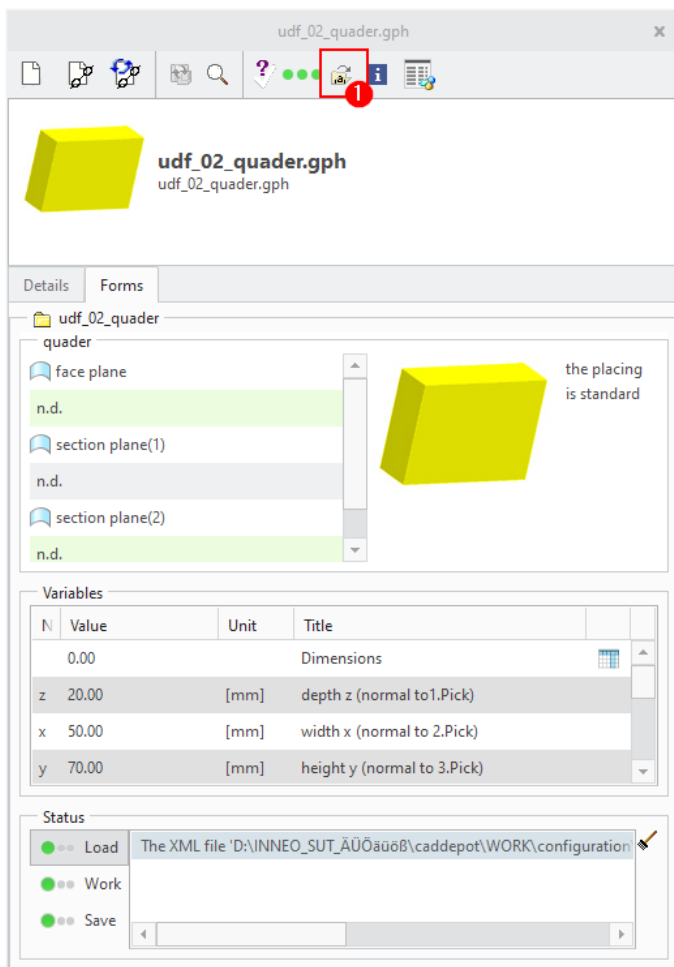 udf_02_quader.gph
x
?
i
1
udf_02_quader.gph
udf_02_quader.gph
Details Forms
udf_02_quader
quader
face plane
n.d.
section plane(1)
n.d.
section plane(2)
n.d.
the placing
is standard
Variables
N Value Unit Title
0.00 Dimensions
z 20.00 [mm] depth z (normal to1.Pick)
x 50.00 [mm] width x (normal to 2.Pick)
y 70.00 [mm] height y (normal to 3.Pick)
Status
Load The XML file 'D:\INNEO_SUT_ÄÜÖäüöß\caddepot\WORK\configuration
Work
Save